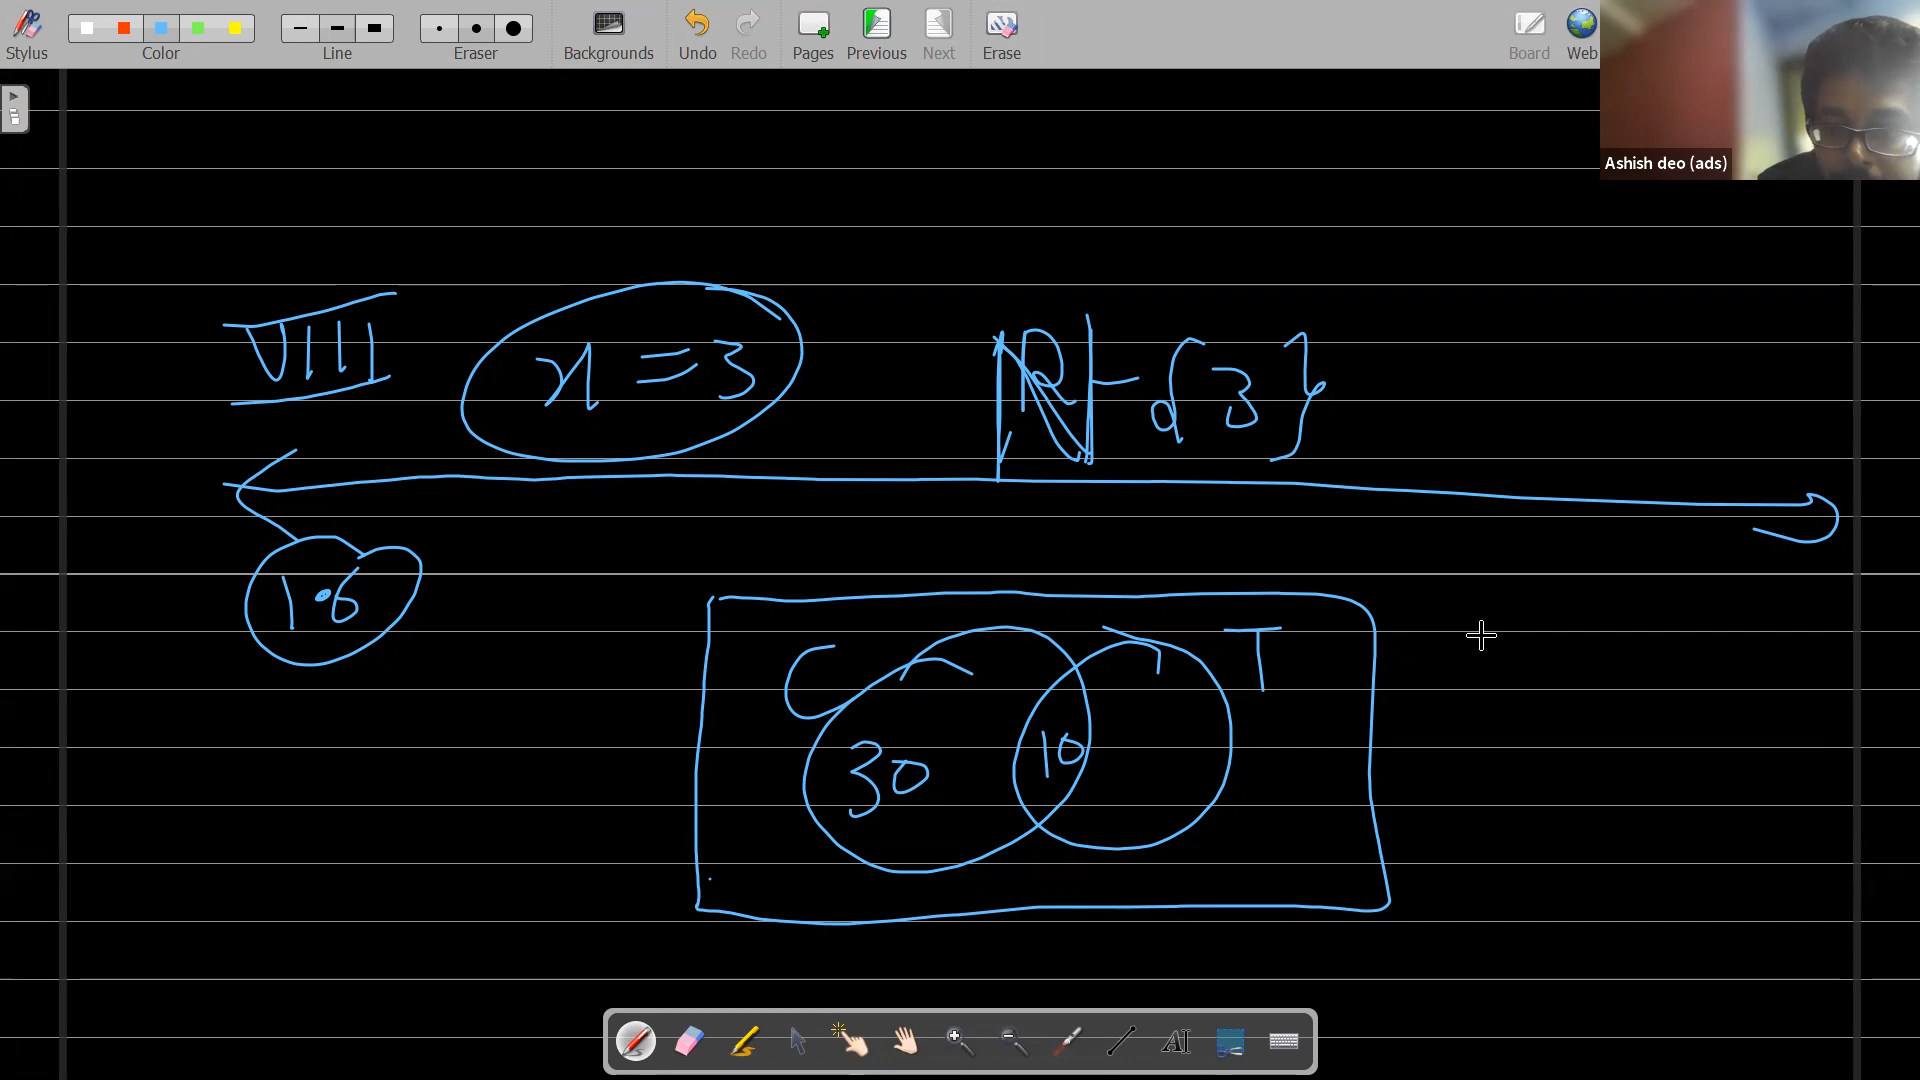 Stylus Color Line Eraser Backgrounds Undo Redo Pages Previous Next Erase Board Web
Ashish deo (ads)
VIII x = 3 - {3}
1.6
C T
30 10